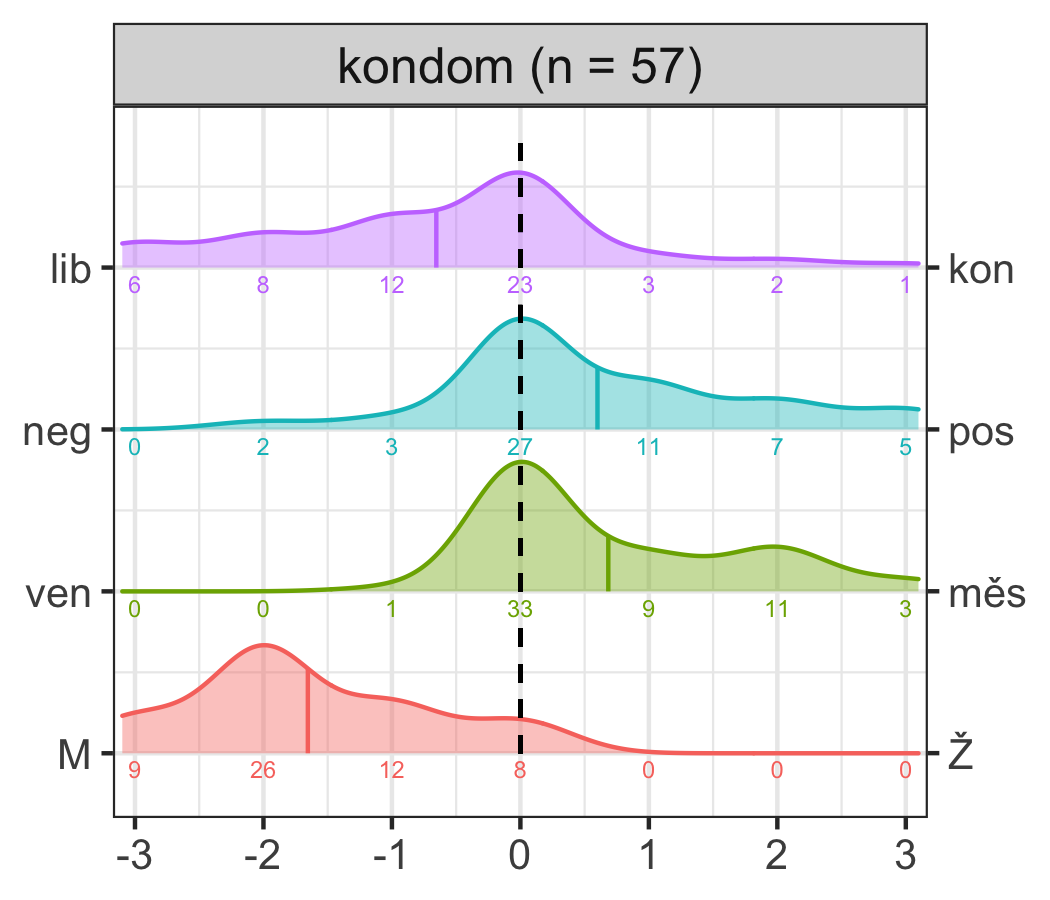 kondom (n = 57)
lib kon
6 8 12 23 3 2 1
neg pos
0 2 3 27 11 7 5
ven měs
0 0 1 33 9 11 3
M Ž
9 26 12 8 0 0 0
-3 -2 -1 0 1 2 3